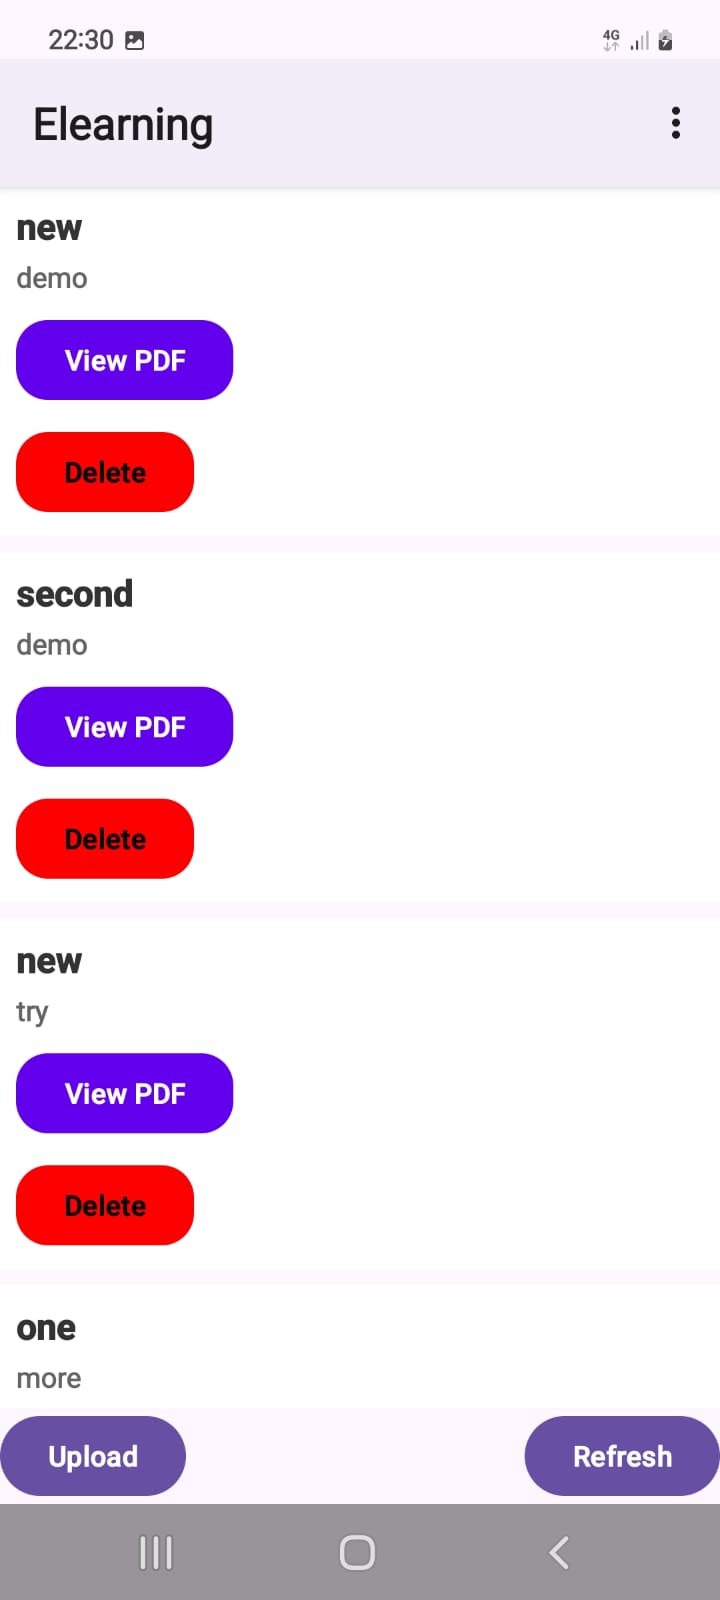 22:30
4G
Elearning
new
demo
View PDF
Delete
second
demo
View PDF
Delete
new
try
View PDF
Delete
one
more
Upload
Refresh